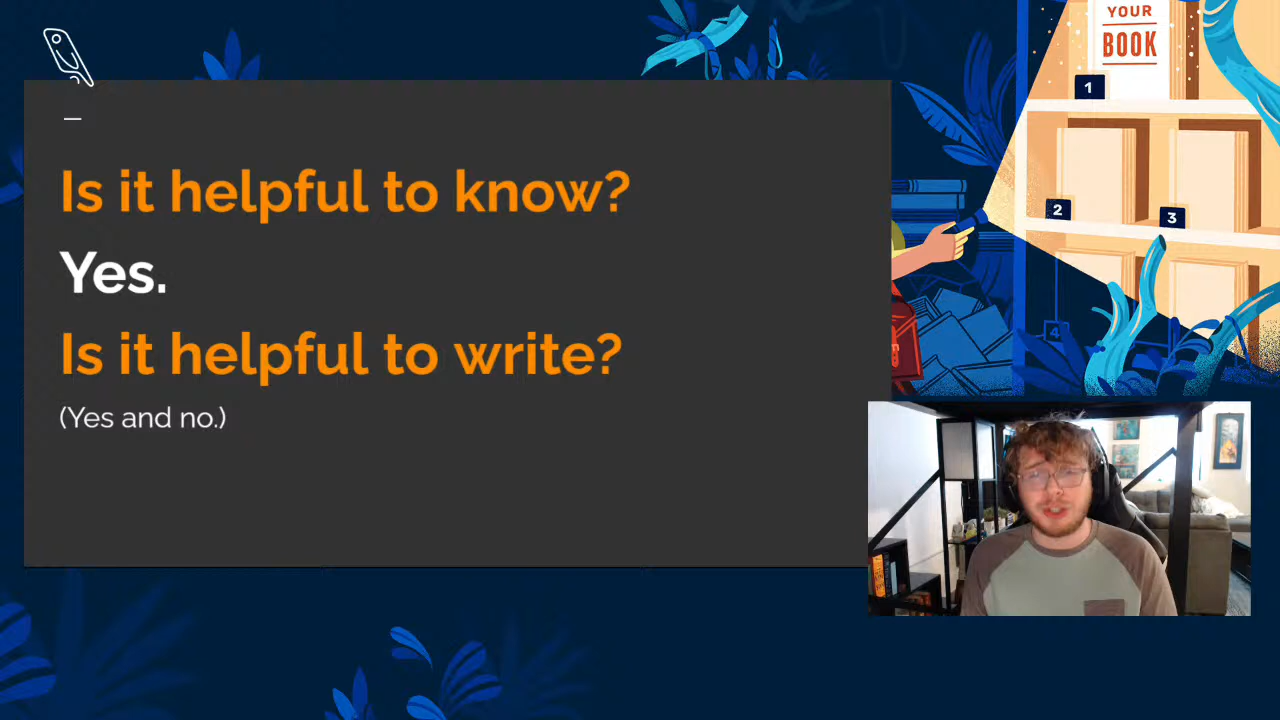 YOUR
BOOK
1
Is it helpful to know?
Yes.
2
3
Is it helpful to write?
4
(Yes and no.)